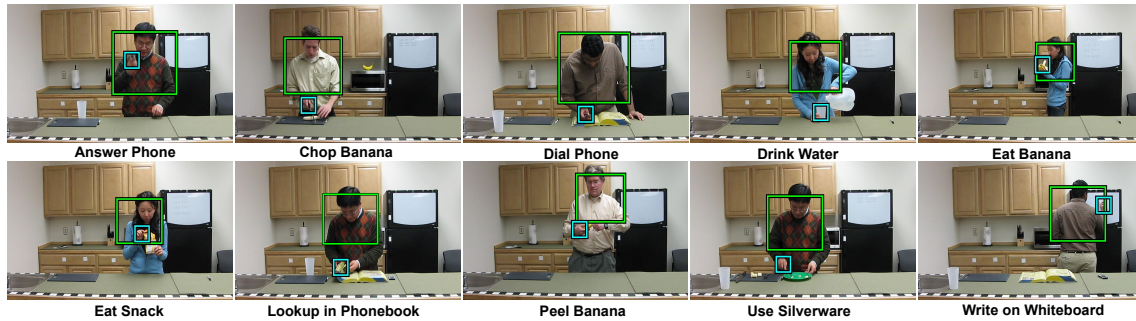 Answer Phone
Chop Banana
Dial Phone
Drink Water
Eat Banana
Eat Snack
Lookup in Phonebook
Peel Banana
Use Silverware
Write on Whiteboard